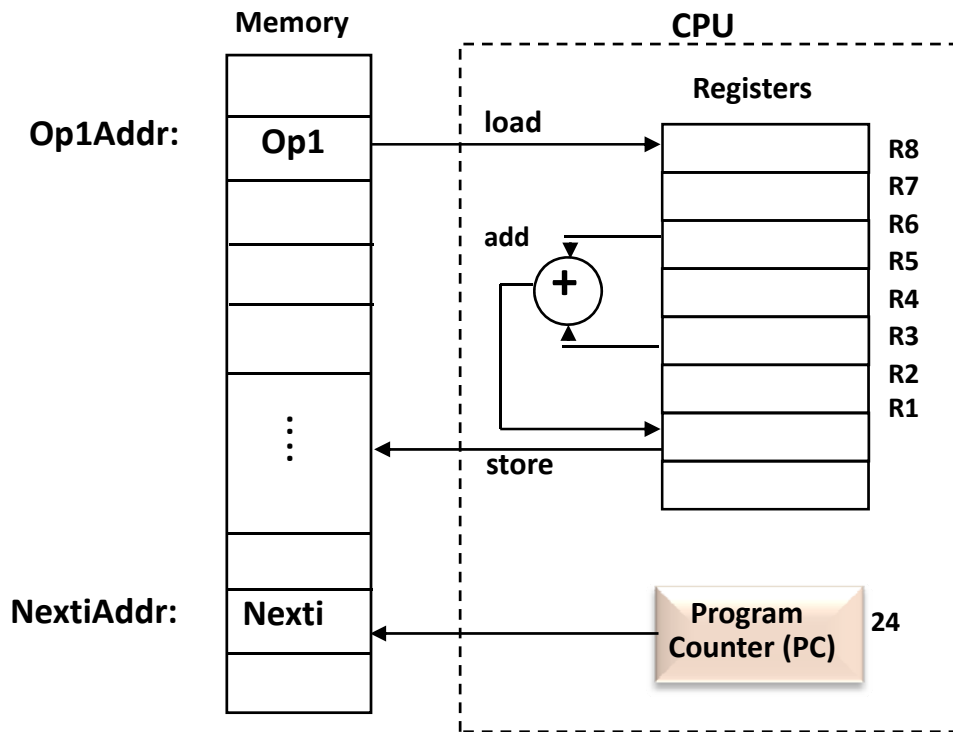 Memory
CPU
Registers
Op1Addr:
Op1
load
R8
R7
R6
add
R5
+
R4
R3
R2
R1
store
NextiAddr:
Nexti
Program
Counter (PC)
24